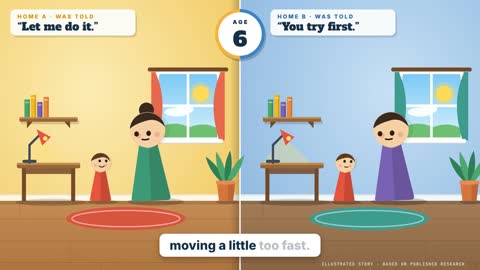 HOME A · WAS TOLD
“Let me do it.”
AGE
6
HOME B · WAS TOLD
“You try first.”
moving a little too fast.
ILLUSTRATED STORY · BASED ON PUBLISHED RESEARCH